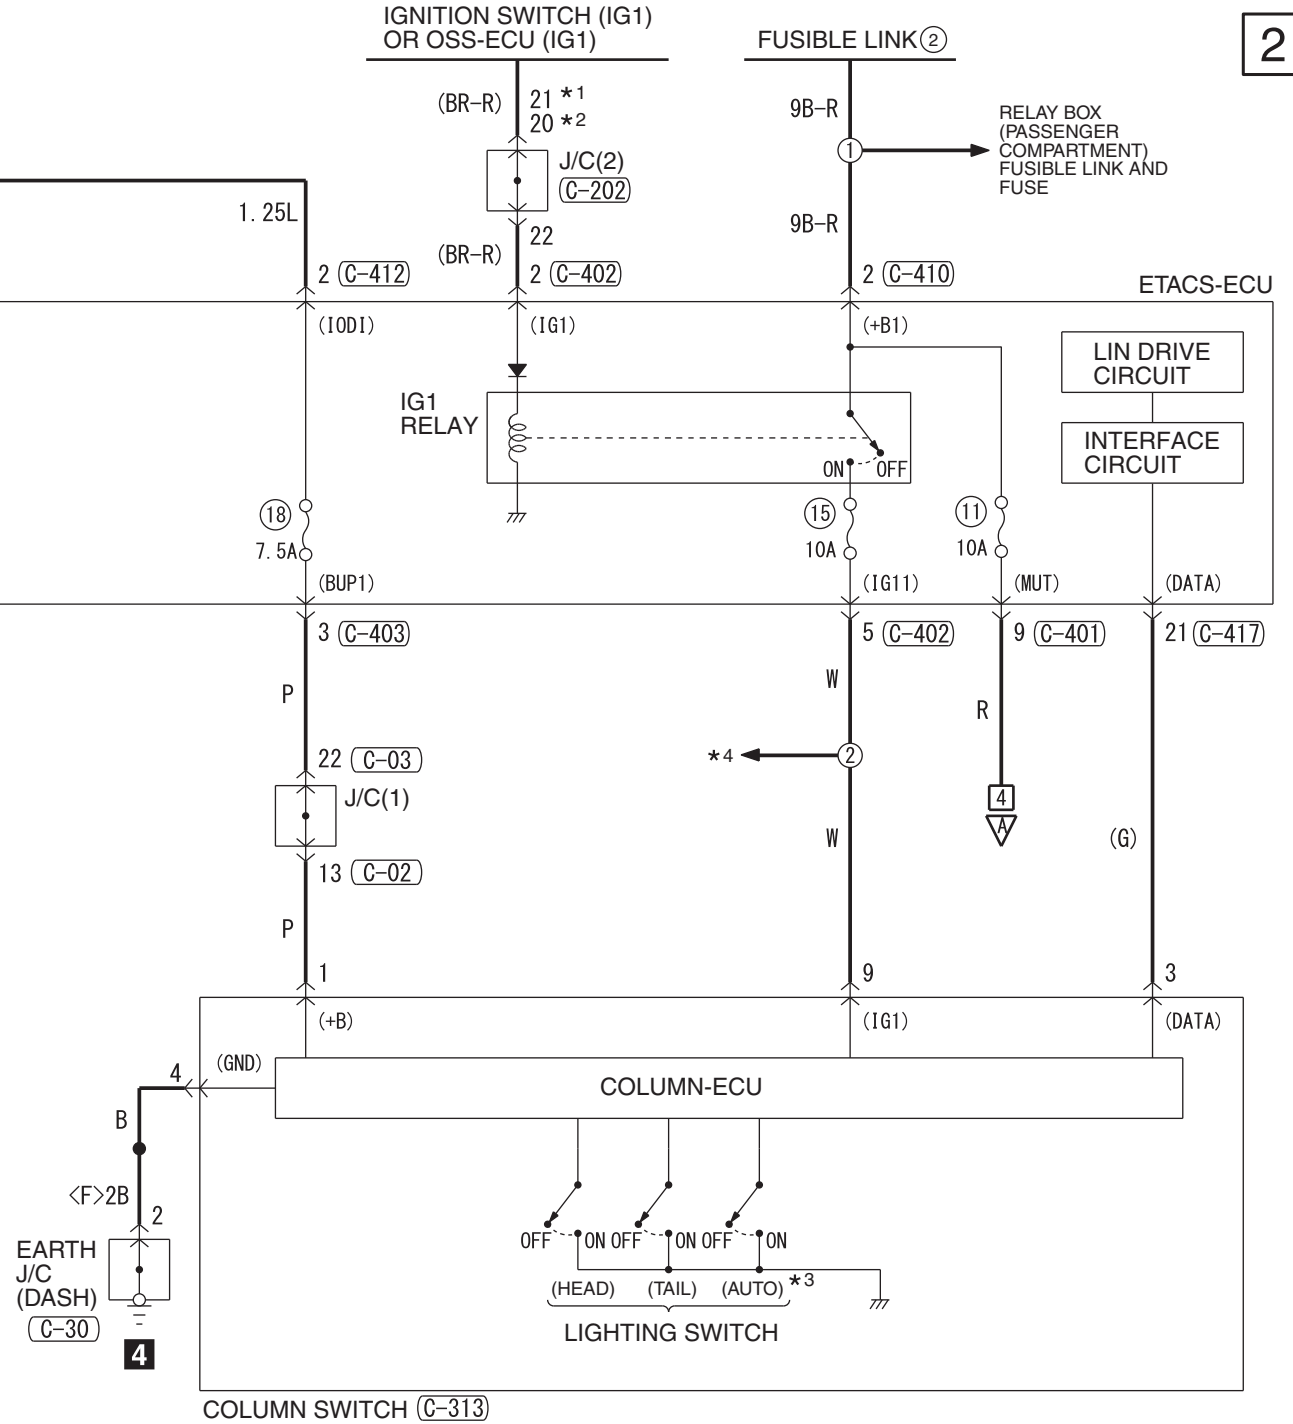 IGNITION SWITCH (IG1)
OR OSS-ECU (IG1)
FUSIBLE LINK 2
2
(BR-R)
21 *1
20 *2
9B-R
1
RELAY BOX
(PASSENGER
COMPARTMENT)
FUSIBLE LINK AND
FUSE
J/C(2)
C-202
1.25L
22
(BR-R)
9B-R
2 C-412
2 C-402
2 C-410
ETACS-ECU
(IODI)
(IG1)
(+B1)
LIN DRIVE
CIRCUIT
IG1
RELAY
INTERFACE
CIRCUIT
ON OFF
18
7.5A
15
10A
11
10A
(BUP1)
(IG11)
(MUT)
(DATA)
3 C-403
5 C-402
9 C-401
21 C-417
P
W
R
*4
2
22 C-03
J/C(1)
4
A
W
(G)
13 C-02
P
1
9
3
(+B)
(IG1)
(DATA)
4
(GND)
COLUMN-ECU
B
<F>2B
2
OFF ON OFF ON OFF ON
EARTH
J/C
(DASH)
C-30
4
(HEAD) (TAIL) (AUTO) *3
LIGHTING SWITCH
COLUMN SWITCH C-313